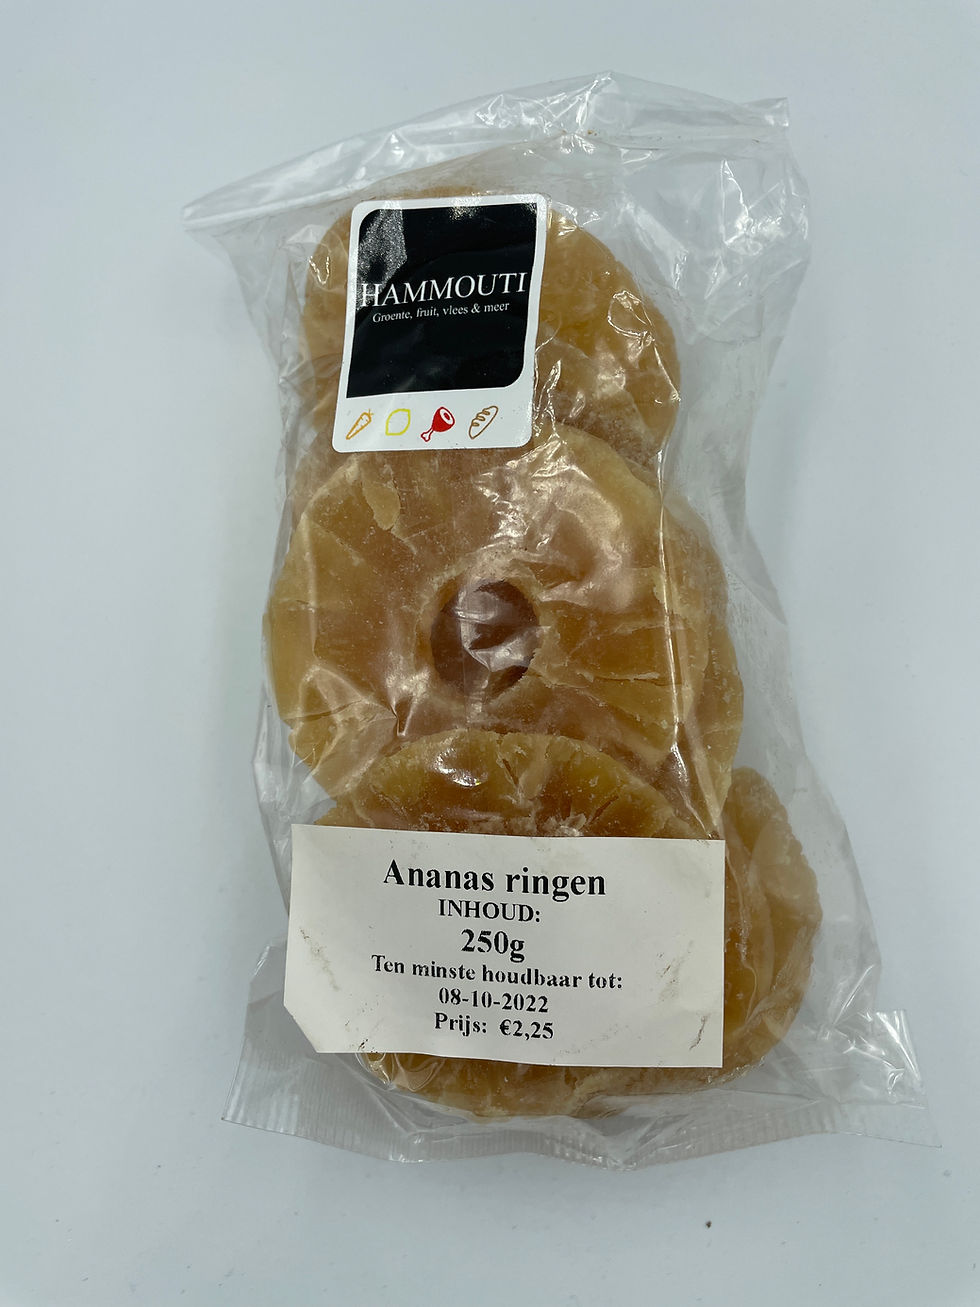 HAMMOUTI
Groente, fruit, vlees & meer
Ananas ringen
INHOUD:
250g
Ten minste houdbaar tot:
08-10-2022
Prijs: €2,25